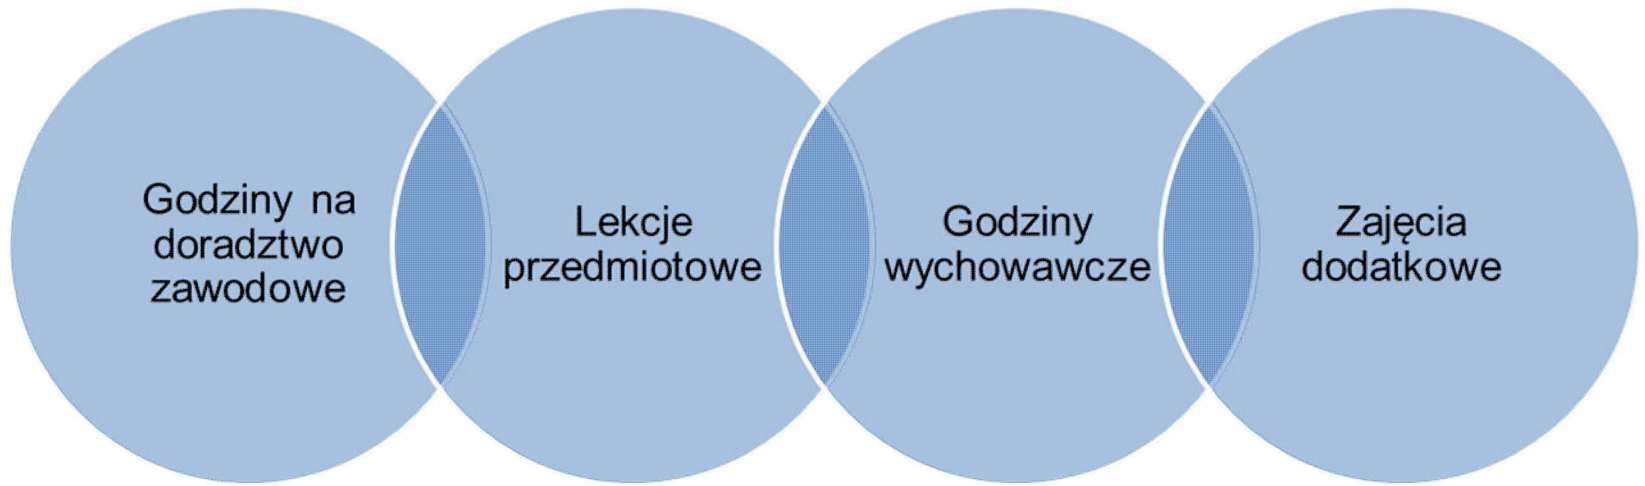 Godziny na
doradztwo
zawodowe
Lekcje
przedmiotowe
Godziny
wychowawcze
Zajęcia
dodatkowe